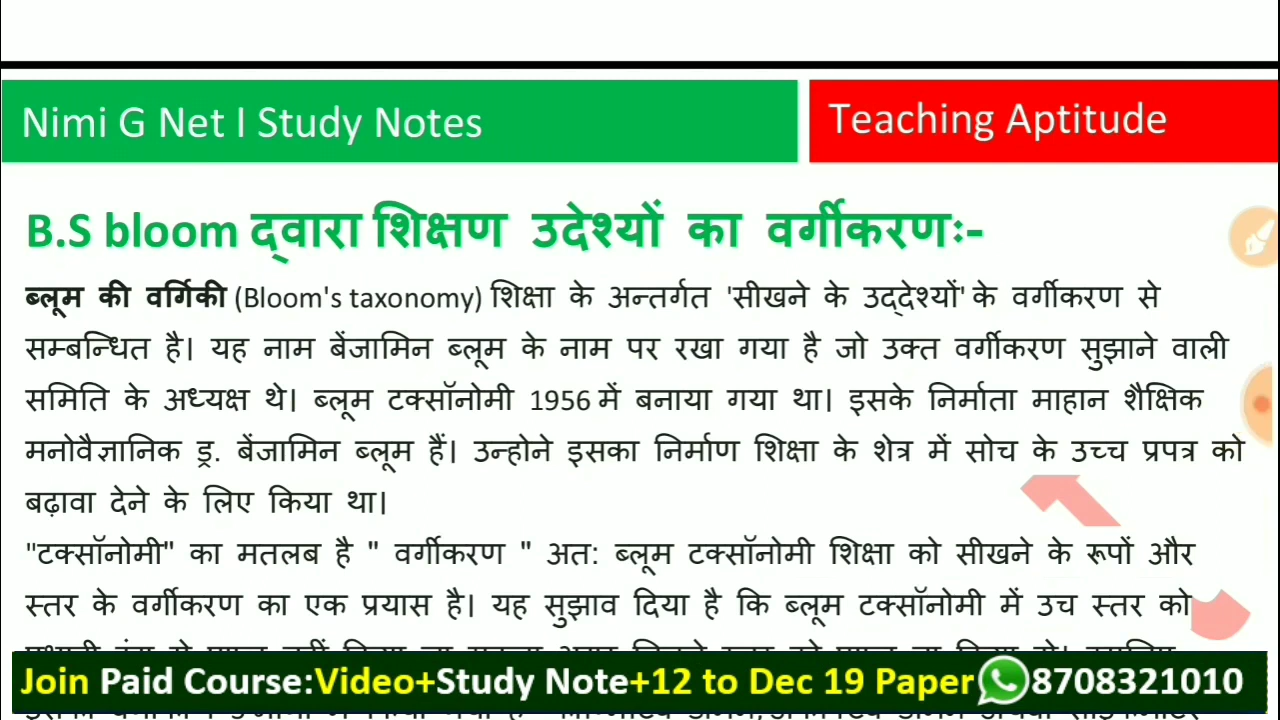 Nimi G Net I Study Notes
Teaching Aptitude
B.S bloom द्वारा शिक्षण उदेश्यों का वर्गीकरणः-
ब्लूम की वर्गिकी (Bloom's taxonomy) शिक्षा के अन्तर्गत 'सीखने के उद्देश्यों' के वर्गीकरण से
सम्बन्धित है। यह नाम बेंजामिन ब्लूम के नाम पर रखा गया है जो उक्त वर्गीकरण सुझाने वाली
समिति के अध्यक्ष थे। ब्लूम टक्सॉनोमी 1956 में बनाया गया था। इसके निर्माता माहान शैक्षिक
मनोवैज्ञानिक ड्र. बेंजामिन ब्लूम हैं। उन्होने इसका निर्माण शिक्षा के शेत्र में सोच के उच्च प्रपत्र को
बढ़ावा देने के लिए किया था।
"टक्सॉनोमी" का मतलब है " वर्गीकरण " अत: ब्लूम टक्सॉनोमी शिक्षा को सीखने के रूपों और
स्तर के वर्गीकरण का एक प्रयास है। यह सुझाव दिया है कि ब्लूम टक्सॉनोमी में उच स्तर को
Join Paid Course:Video+Study Note+12 to Dec 19 Paper 8708321010